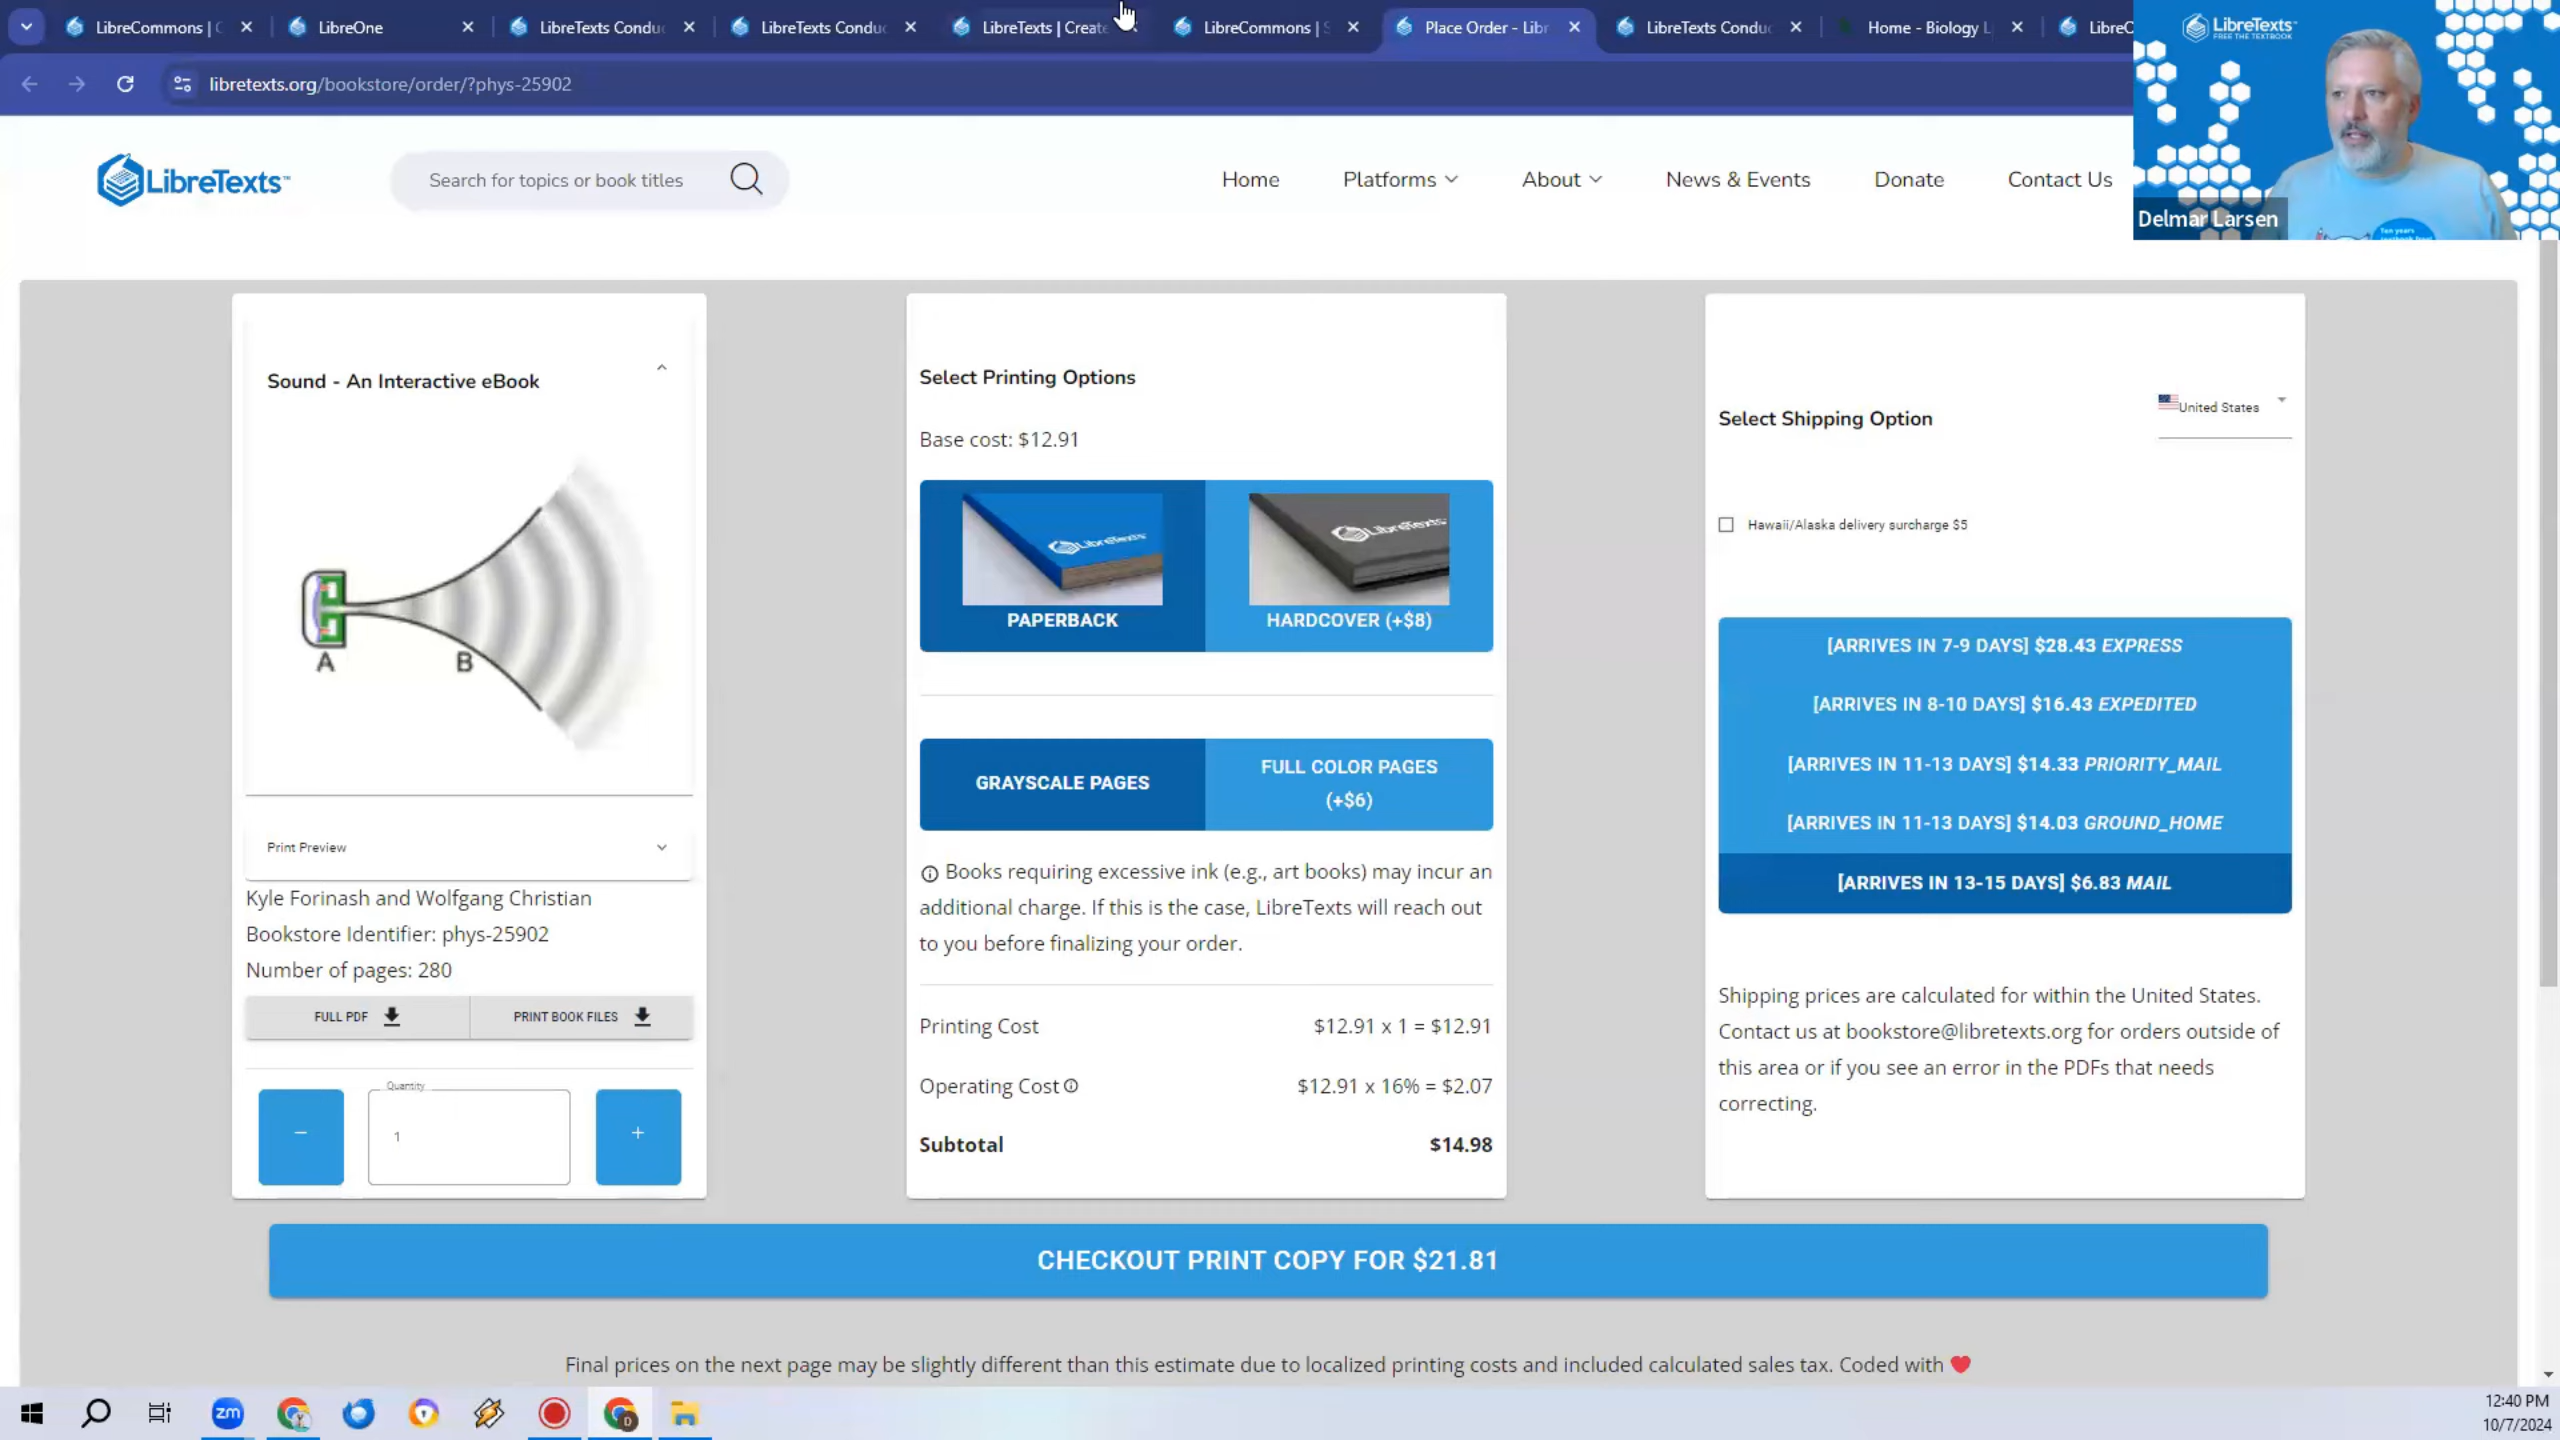 LibreCommons | C
LibreOne
LibreTexts Condu
LibreTexts Condu
LibreTexts | Create
LibreCommons | S
Place Order - Libr
LibreTexts Condu
Home - Biology L
LibreC
libretexts.org/bookstore/order/?phys-25902
LibreTexts™
FREE THE TEXTBOOK
Delmar Larsen
LibreTexts™
Search for topics or book titles
Home
Platforms
About
News & Events
Donate
Contact Us
Sound - An Interactive eBook
A
B
Print Preview
Kyle Forinash and Wolfgang Christian
Bookstore Identifier: phys-25902
Number of pages: 280
FULL PDF
PRINT BOOK FILES
Quantity
−
1
+
Select Printing Options
Base cost: $12.91
LibreTexts
LibreTexts
PAPERBACK
HARDCOVER (+$8)
GRAYSCALE PAGES
FULL COLOR PAGES
(+$6)
Books requiring excessive ink (e.g., art books) may incur an
additional charge. If this is the case, LibreTexts will reach out
to you before finalizing your order.
Printing Cost $12.91 x 1 = $12.91
Operating Cost $12.91 x 16% = $2.07
Subtotal $14.98
Select Shipping Option
United States
Hawaii/Alaska delivery surcharge $5
[ARRIVES IN 7-9 DAYS] $28.43 EXPRESS
[ARRIVES IN 8-10 DAYS] $16.43 EXPEDITED
[ARRIVES IN 11-13 DAYS] $14.33 PRIORITY_MAIL
[ARRIVES IN 11-13 DAYS] $14.03 GROUND_HOME
[ARRIVES IN 13-15 DAYS] $6.83 MAIL
Shipping prices are calculated for within the United States.
Contact us at bookstore@libretexts.org for orders outside of
this area or if you see an error in the PDFs that needs
correcting.
CHECKOUT PRINT COPY FOR $21.81
Final prices on the next page may be slightly different than this estimate due to localized printing costs and included calculated sales tax. Coded with ❤
zm
D
12:40 PM
10/7/2024